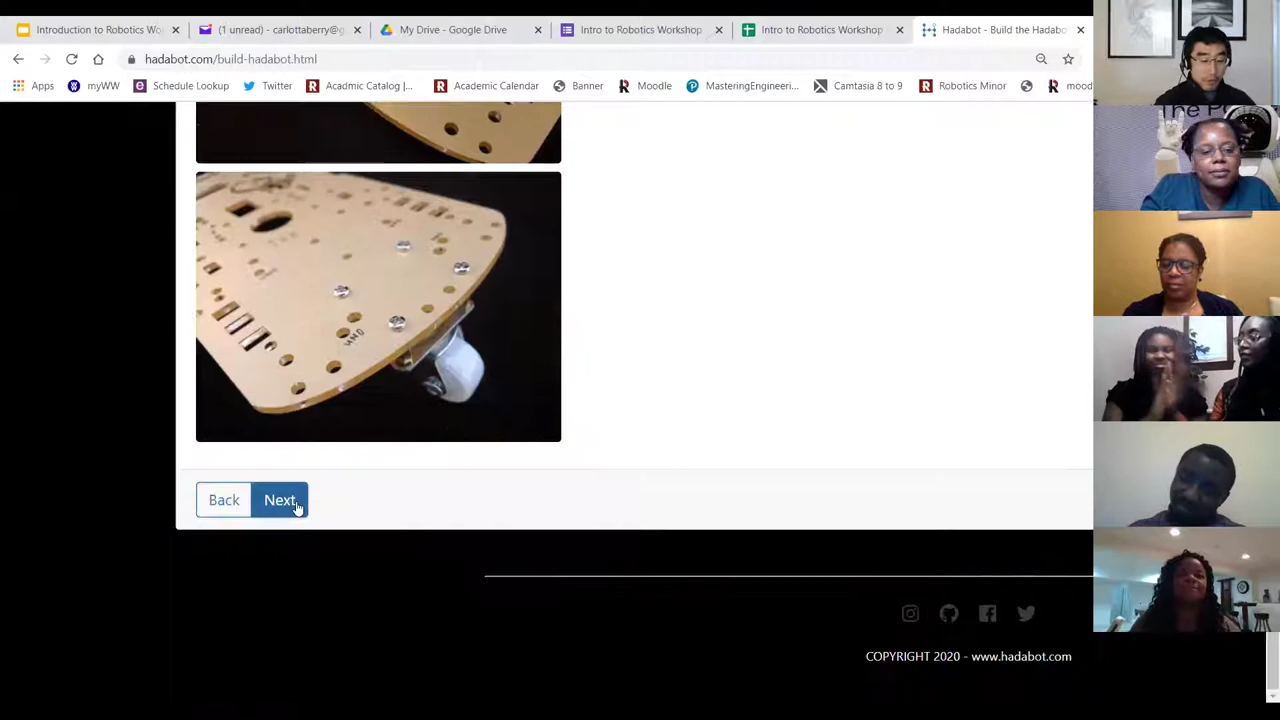 Introduction to Robotics Wo
(1 unread) - carlottaberry@g
My Drive - Google Drive
Intro to Robotics Workshop
Intro to Robotics Workshop
Hadabot - Build the Hadabo
hadabot.com/build-hadabot.html
Apps
myWW
Schedule Lookup
Twitter
Acadmic Catalog |...
Academic Calendar
Banner
Moodle
MasteringEngineeri...
Camtasia 8 to 9
Robotics Minor
mood
Back
Next
COPYRIGHT 2020 - www.hadabot.com